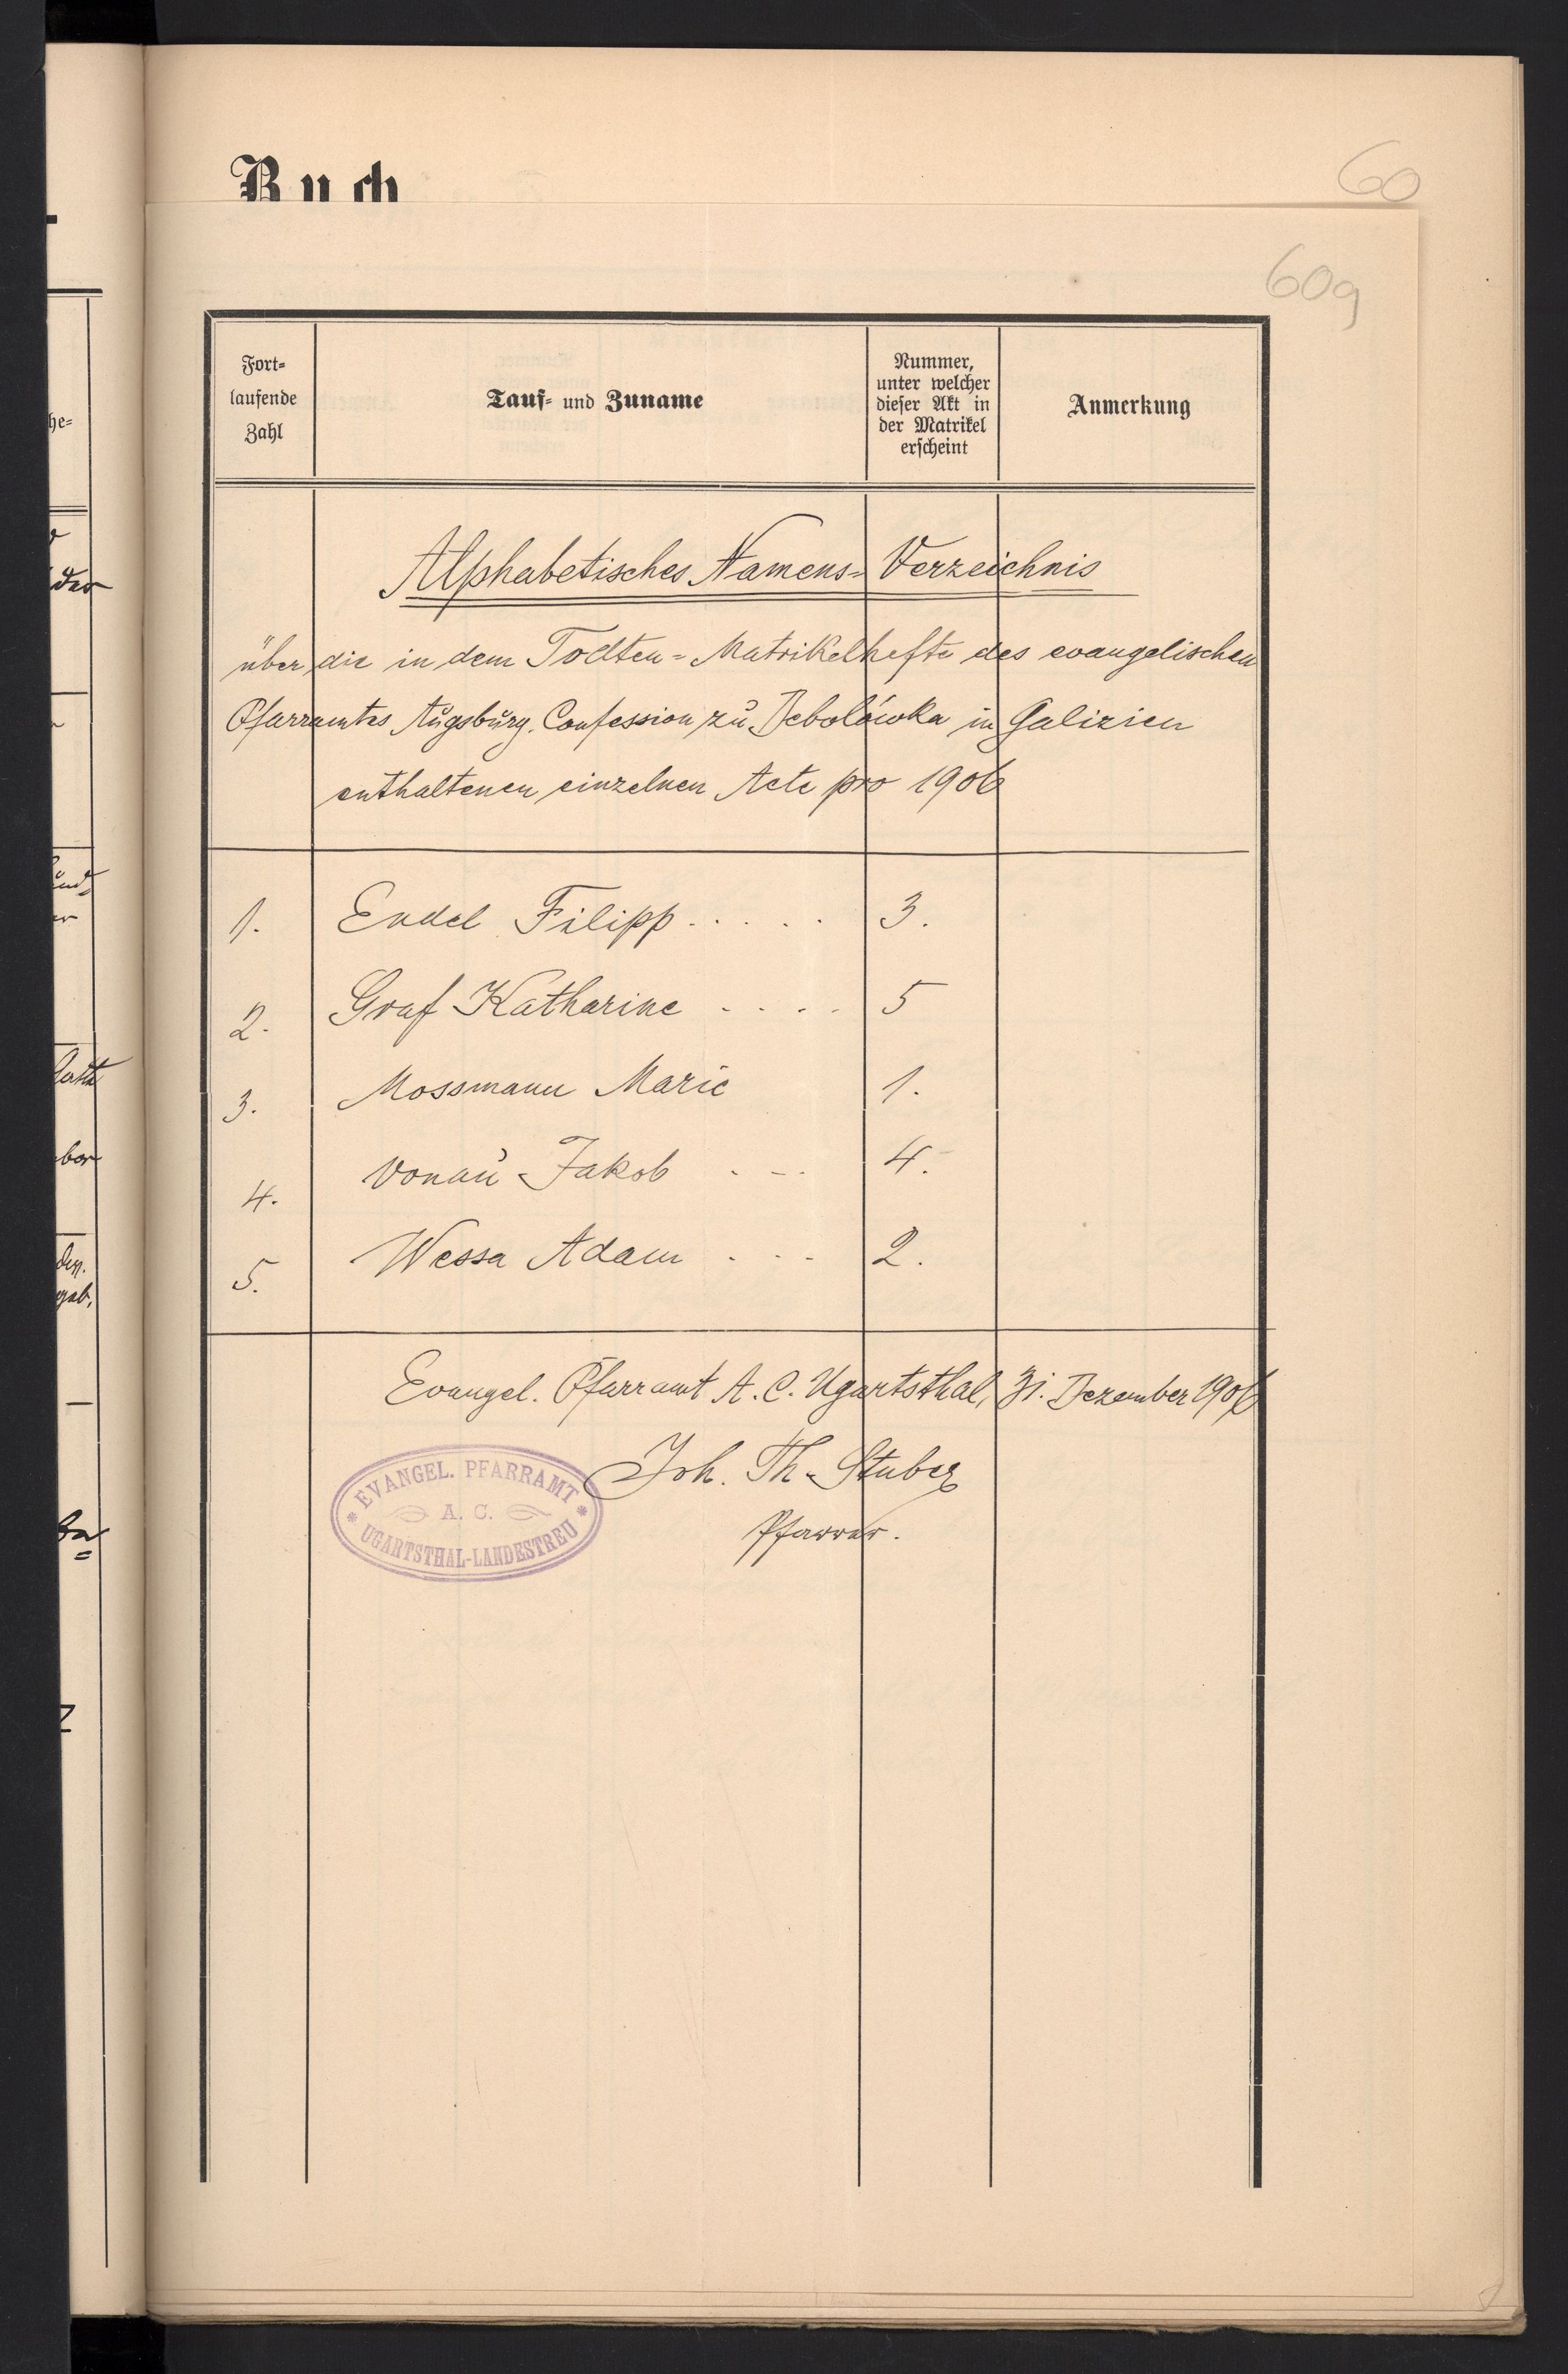 Buch
60
60g
Fort-
laufende
Zahl
Tauf- und Zuname
Nummer,
unter welcher
dieser Akt in
der Matrikel
erscheint
Anmerkung
Alphabetisches Namens-Verzeichnis
über die in dem Todten-Matrikelhefte des evangelischen
Pfarramtes Augsburg. Confession zu Debolówka in Galizien
enthaltenen einzelnen Acte pro 1906
1. Endel Filipp..... 3.
2. Graf Katharine .... 5
3. Mossmann Marie 1.
4. Vonau Jakob . - . 4.
5. Wessa Adam . - - 2.
Evangel. Pfarramt A. C. Ugartsthal, 31. Dezember 1906
Joh. Th. Stuber
Pfarrer.
EVANGEL. PFARRAMT
A. C.
UGARTSTHAL-LANDESTREU